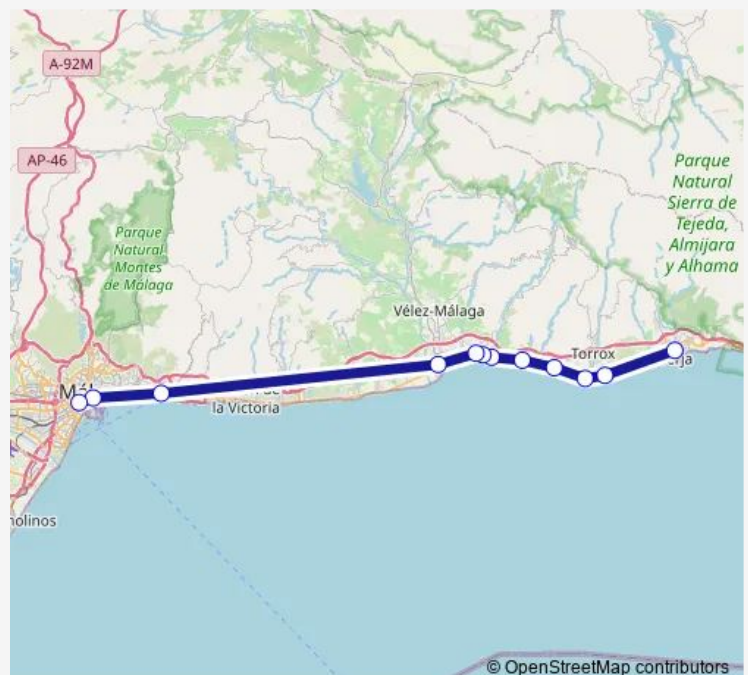 A-92M
AP-46
Parque
Natural
Sierra de
Tejeda,
Almijara
y Alhama
Parque
Natural
Montes
de Málaga
Vélez-Málaga
Torrox
la Victoria
© OpenStreetMap contributors